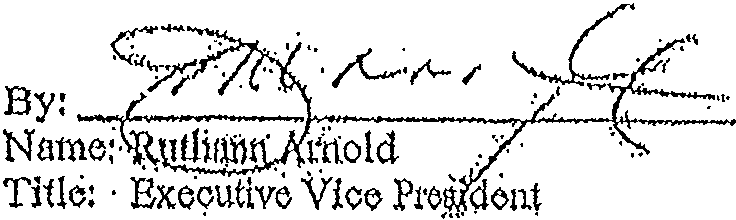 By:
Name: Ruthann Arnold
Title: Executive Vice President